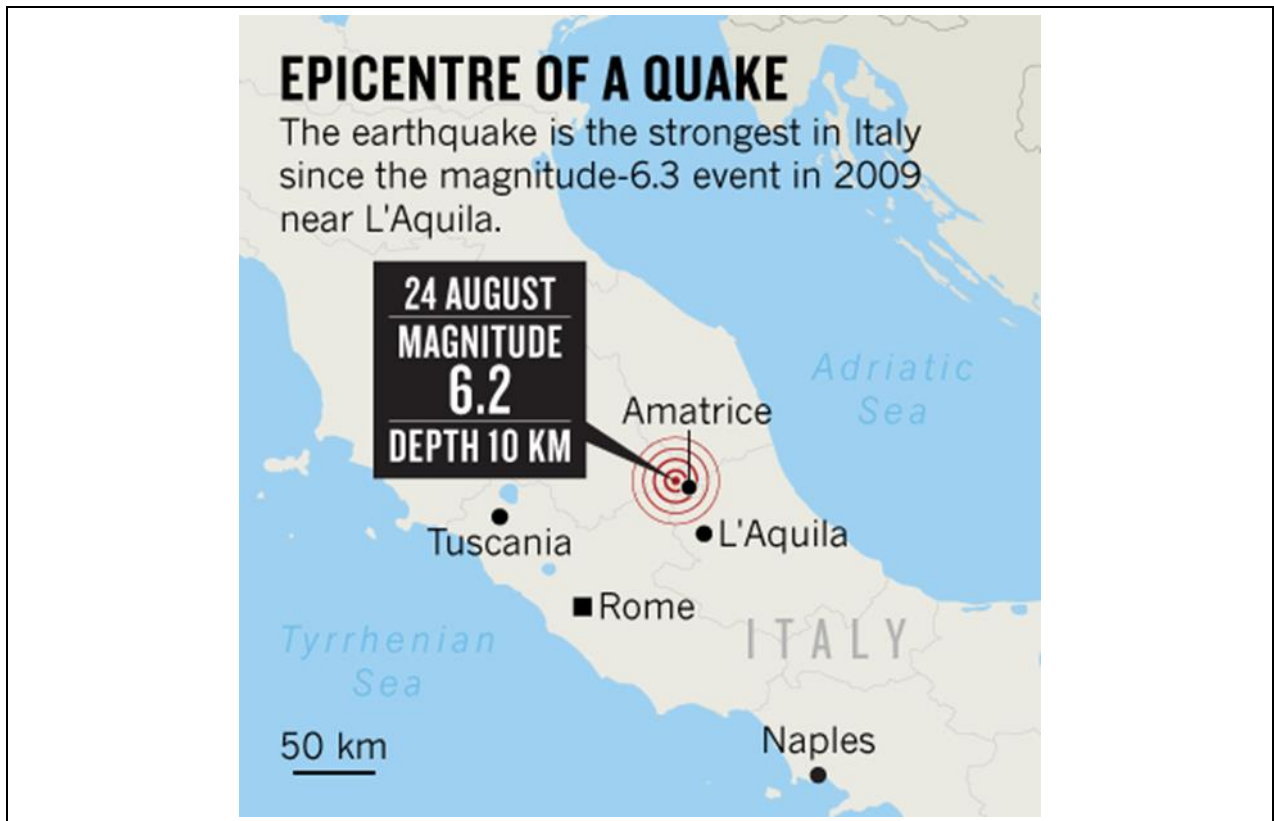 EPICENTRE OF A QUAKE
The earthquake is the strongest in Italy
since the magnitude-6.3 event in 2009
near L'Aquila.
24 AUGUST
MAGNITUDE
6.2
DEPTH 10 KM
Adriatic
Sea
Amatrice
Tuscania
L'Aquila
Rome
ITALY
Tyrrhenian
Sea
50 km
Naples